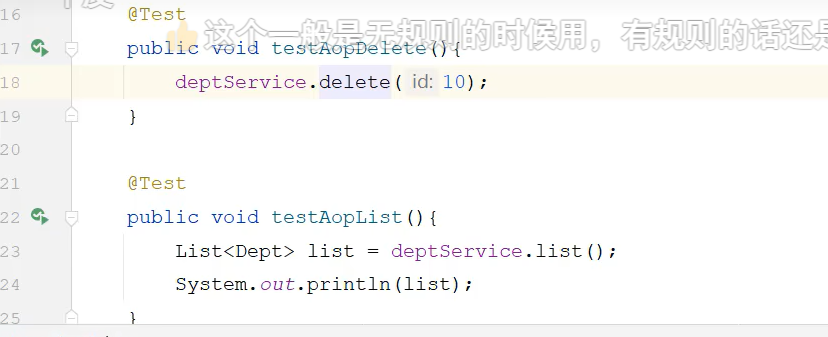 16 @Test
这个一般是无规则的时候用，有规则的话还是
17 public void testAopDelete(){
18 deptService.delete( id: 10);
19 }
20
21 @Test
22 public void testAopList(){
23 List<Dept> list = deptService.list();
24 System.out.println(list);
25 }